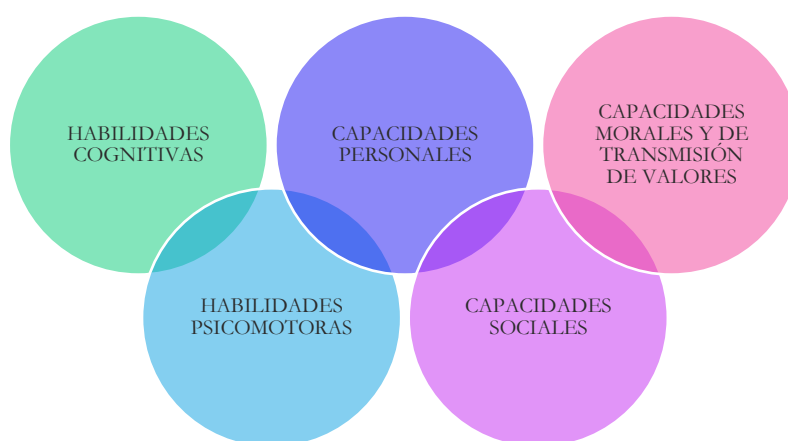 HABILIDADES
COGNITIVAS
CAPACIDADES
PERSONALES
CAPACIDADES
MORALES Y DE
TRANSMISIÓN
DE VALORES
HABILIDADES
PSICOMOTORAS
CAPACIDADES
SOCIALES